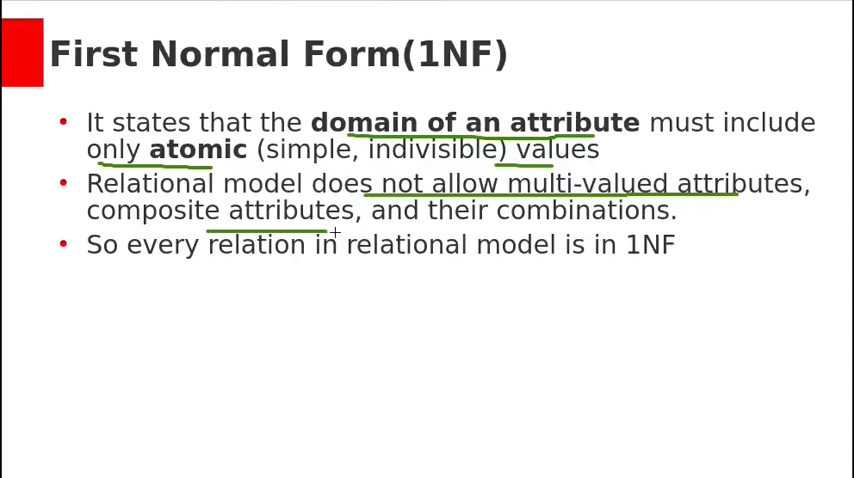 First Normal Form(1NF)
• It states that the domain of an attribute must include
only atomic (simple, indivisible) values
• Relational model does not allow multi-valued attributes,
composite attributes, and their combinations.
• So every relation in relational model is in 1NF